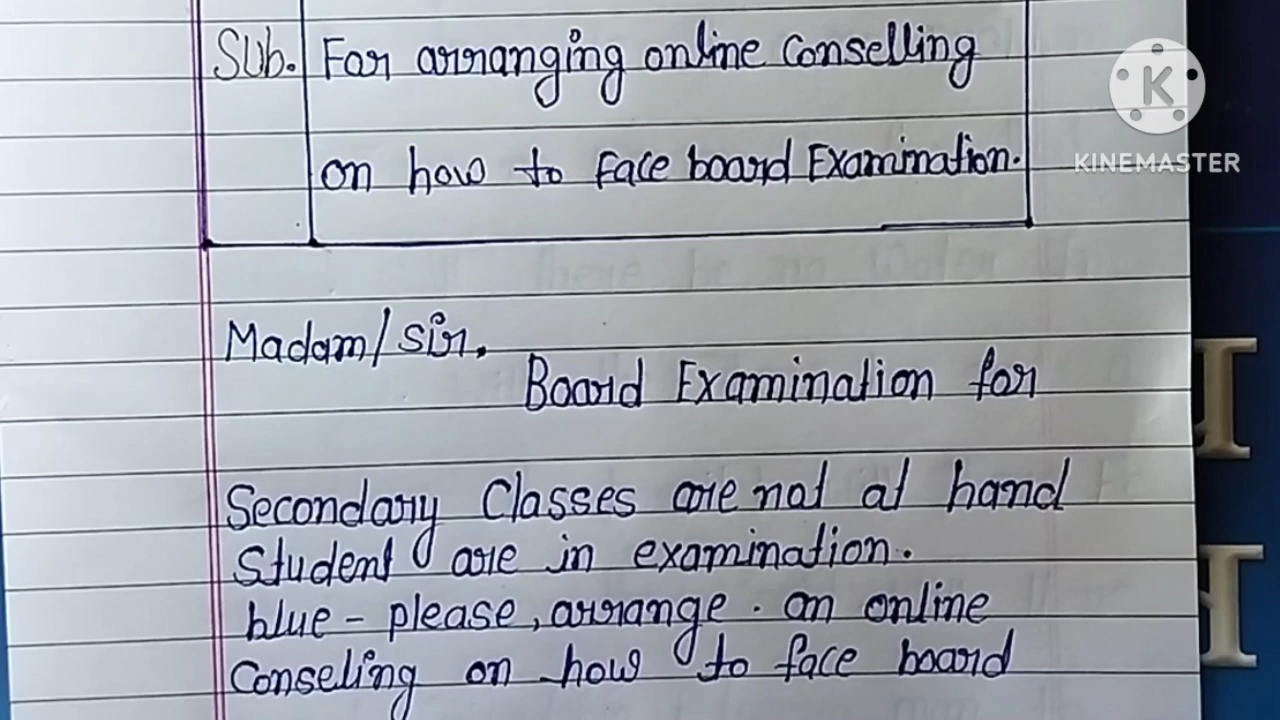 Sub. For arranging online Conselling
on how to Face board Examination.
K
KINEMASTER
Madam/Sir.
Board Examination for
Secondary Classes are not at hand
Student are in examination.
blue - please, arrange. an online
Conseling on how to face board